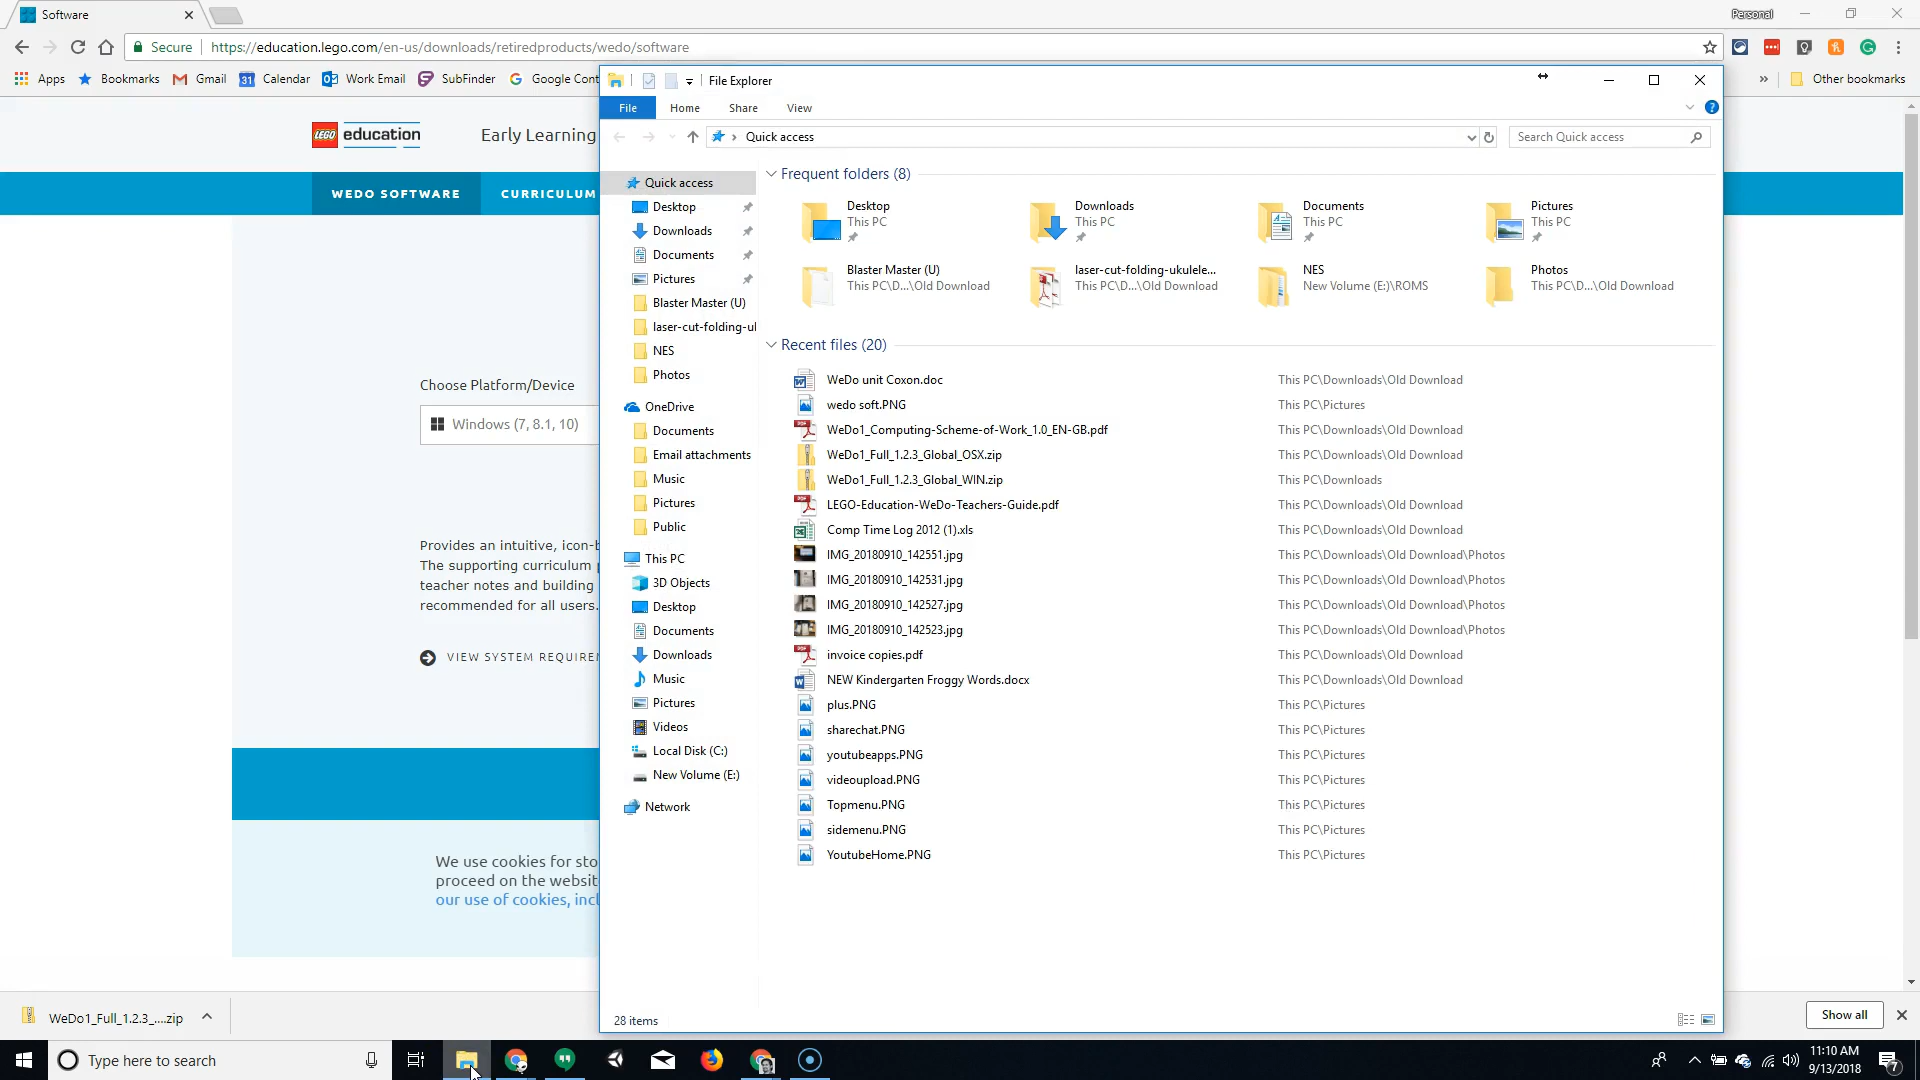 Software
Personal
Secure
https://education.lego.com/en-us/downloads/retiredproducts/wedo/software
Apps
Bookmarks
Gmail
31
Calendar
Work Email
SubFinder
Google Con
Other bookmarks
LEGO education
Early Learning
WEDO SOFTWARE
CURRICULUM
Choose Platform/Device
Windows (7, 8.1, 10)
Provides an intuitive, icon-b
The supporting curriculum
teacher notes and building
recommended for all users.
VIEW SYSTEM REQUIREM
We use cookies for sto
proceed on the websit
our use of cookies, incl
File Explorer
File
Home
Share
View
Quick access
Search Quick access
Quick access
Desktop
Downloads
Documents
Pictures
Blaster Master (U)
laser-cut-folding-ul
NES
Photos
OneDrive
Documents
Email attachments
Music
Pictures
Public
This PC
3D Objects
Desktop
Documents
Downloads
Music
Pictures
Videos
Local Disk (C:)
New Volume (E:)
Network
Frequent folders (8)
Desktop
This PC
Downloads
This PC
Documents
This PC
Pictures
This PC
Blaster Master (U)
This PC\D...\Old Download
laser-cut-folding-ukulele...
This PC\D...\Old Download
NES
New Volume (E:)\ROMS
Photos
This PC\D...\Old Download
Recent files (20)
WeDo unit Coxon.doc This PC\Downloads\Old Download
wedo soft.PNG This PC\Pictures
WeDo1_Computing-Scheme-of-Work_1.0_EN-GB.pdf This PC\Downloads\Old Download
WeDo1_Full_1.2.3_Global_OSX.zip This PC\Downloads\Old Download
WeDo1_Full_1.2.3_Global_WIN.zip This PC\Downloads
LEGO-Education-WeDo-Teachers-Guide.pdf This PC\Downloads\Old Download
Comp Time Log 2012 (1).xls This PC\Downloads\Old Download
IMG_20180910_142551.jpg This PC\Downloads\Old Download\Photos
IMG_20180910_142531.jpg This PC\Downloads\Old Download\Photos
IMG_20180910_142527.jpg This PC\Downloads\Old Download\Photos
IMG_20180910_142523.jpg This PC\Downloads\Old Download\Photos
invoice copies.pdf This PC\Downloads\Old Download
NEW Kindergarten Froggy Words.docx This PC\Downloads\Old Download
plus.PNG This PC\Pictures
sharechat.PNG This PC\Pictures
youtubeapps.PNG This PC\Pictures
videoupload.PNG This PC\Pictures
Topmenu.PNG This PC\Pictures
sidemenu.PNG This PC\Pictures
YoutubeHome.PNG This PC\Pictures
28 items
WeDo1_Full_1.2.3_....zip
Show all
Type here to search
11:10 AM
9/13/2018
7